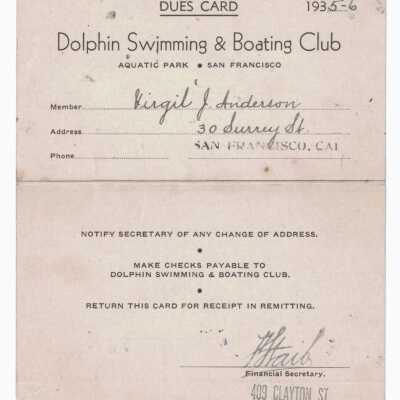 DUES CARD 1935-6
Dolphin Swimming & Boating Club
AQUATIC PARK • SAN FRANCISCO
Member Virgil J. Anderson
Address 30 Surrey St.
SAN FRANCISCO, CAL
Phone
NOTIFY SECRETARY OF ANY CHANGE OF ADDRESS.
•
MAKE CHECKS PAYABLE TO
DOLPHIN SWIMMING & BOATING CLUB.
•
RETURN THIS CARD FOR RECEIPT IN REMITTING.
Financial Secretary.
409 CLAYTON ST